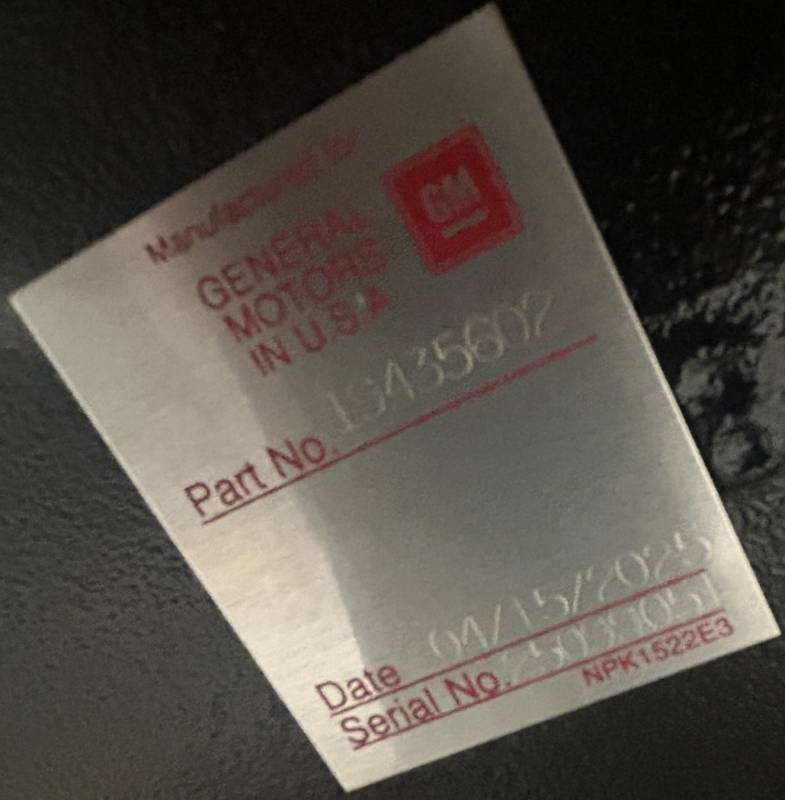 Manufactured for
GENERAL
MOTORS
IN U.S.A.
GM
Part No. 19435602
Date 04/15/2025
Serial No.
NPK1522E3